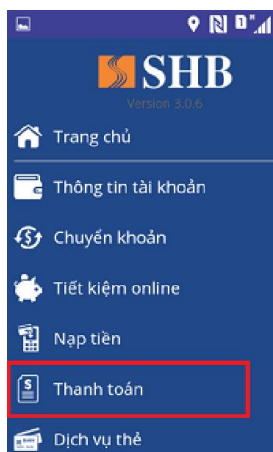 SHB
Version 3.0.6
Trang chủ
Thông tin tài khoản
Chuyển khoản
Tiết kiệm online
Nạp tiền
Thanh toán
Dịch vụ thẻ